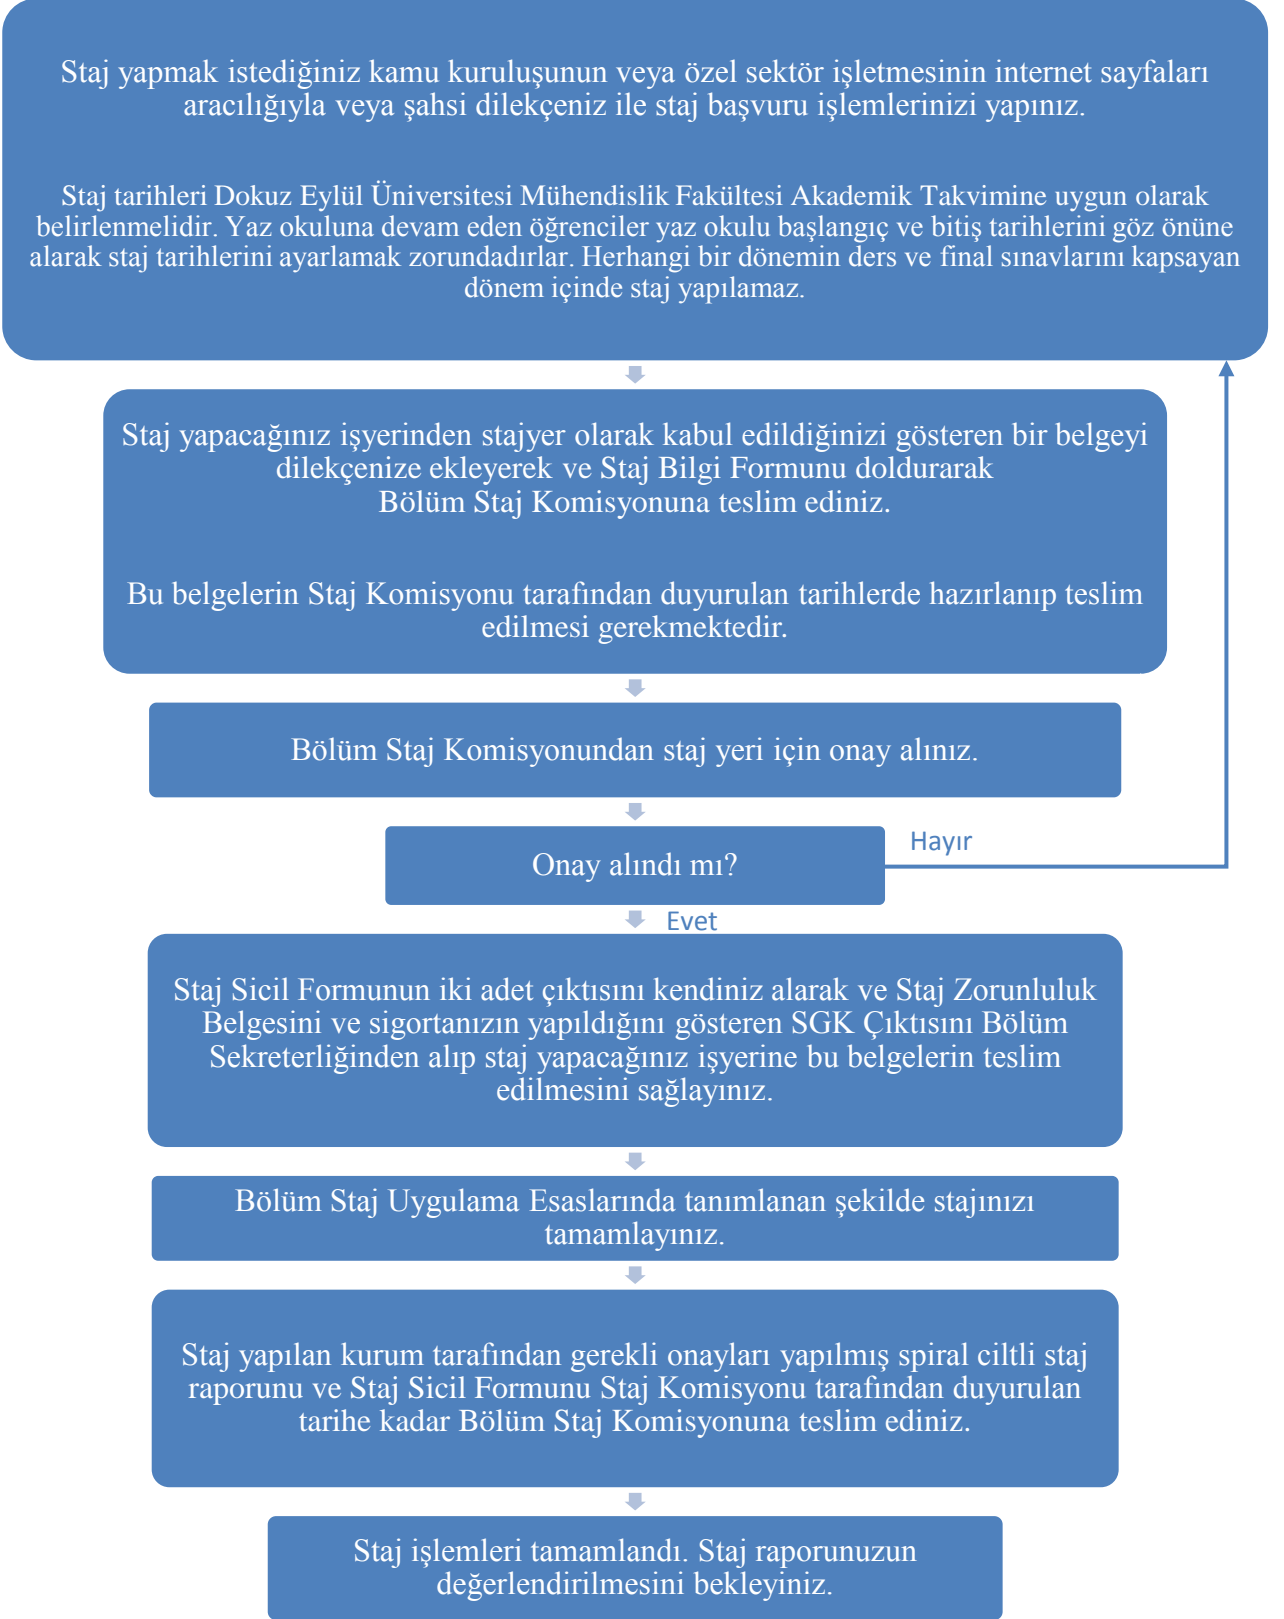 Staj yapmak istediğiniz kamu kuruluşunun veya özel sektör işletmesinin internet sayfaları
aracılığıyla veya şahsi dilekçeniz ile staj başvuru işlemlerinizi yapınız.
Staj tarihleri Dokuz Eylül Üniversitesi Mühendislik Fakültesi Akademik Takvimine uygun olarak
belirlenmelidir. Yaz okuluna devam eden öğrenciler yaz okulu başlangıç ve bitiş tarihlerini göz önüne
alarak staj tarihlerini ayarlamak zorundadırlar. Herhangi bir dönemin ders ve final sınavlarını kapsayan
dönem içinde staj yapılamaz.
Staj yapacağınız işyerinden stajyer olarak kabul edildiğinizi gösteren bir belgeyi
dilekçenize ekleyerek ve Staj Bilgi Formunu doldurarak
Bölüm Staj Komisyonuna teslim ediniz.
Bu belgelerin Staj Komisyonu tarafından duyurulan tarihlerde hazırlanıp teslim
edilmesi gerekmektedir.
Bölüm Staj Komisyonundan staj yeri için onay alınız.
Onay alındı mı?
Hayır
Evet
Staj Sicil Formunun iki adet çıktısını kendiniz alarak ve Staj Zorunluluk
Belgesini ve sigortanızın yapıldığını gösteren SGK Çıktısını Bölüm
Sekreterliğinden alıp staj yapacağınız işyerine bu belgelerin teslim
edilmesini sağlayınız.
Bölüm Staj Uygulama Esaslarında tanımlanan şekilde stajınızı
tamamlayınız.
Staj yapılan kurum tarafından gerekli onayları yapılmış spiral ciltli staj
raporunu ve Staj Sicil Formunu Staj Komisyonu tarafından duyurulan
tarihe kadar Bölüm Staj Komisyonuna teslim ediniz.
Staj işlemleri tamamlandı. Staj raporunuzun
değerlendirilmesini bekleyiniz.